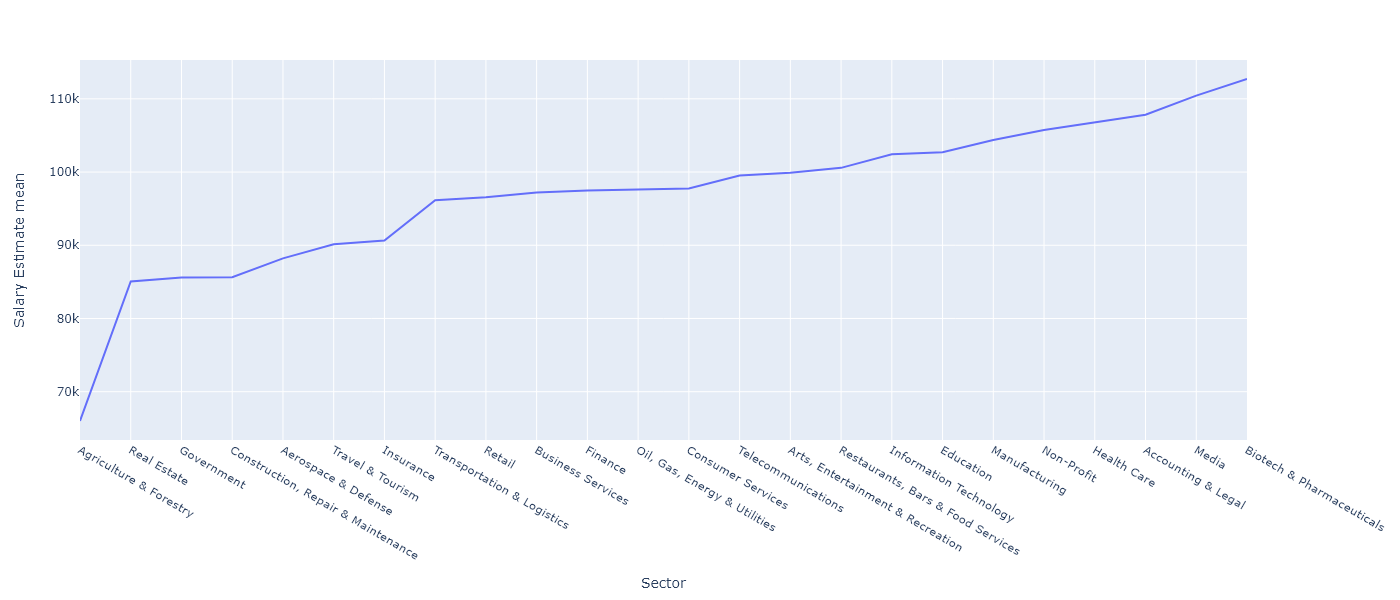 110k
100k
90k
80k
70k
Salary Estimate mean
Agriculture & Forestry
Real Estate
Government
Construction, Repair & Maintenance
Aerospace & Defense
Travel & Tourism
Insurance
Transportation & Logistics
Retail
Business Services
Finance
Oil, Gas, Energy & Utilities
Consumer Services
Telecommunications
Arts, Entertainment & Recreation
Restaurants, Bars & Food Services
Information Technology
Education
Manufacturing
Non-Profit
Health Care
Accounting & Legal
Media
Biotech & Pharmaceuticals
Sector